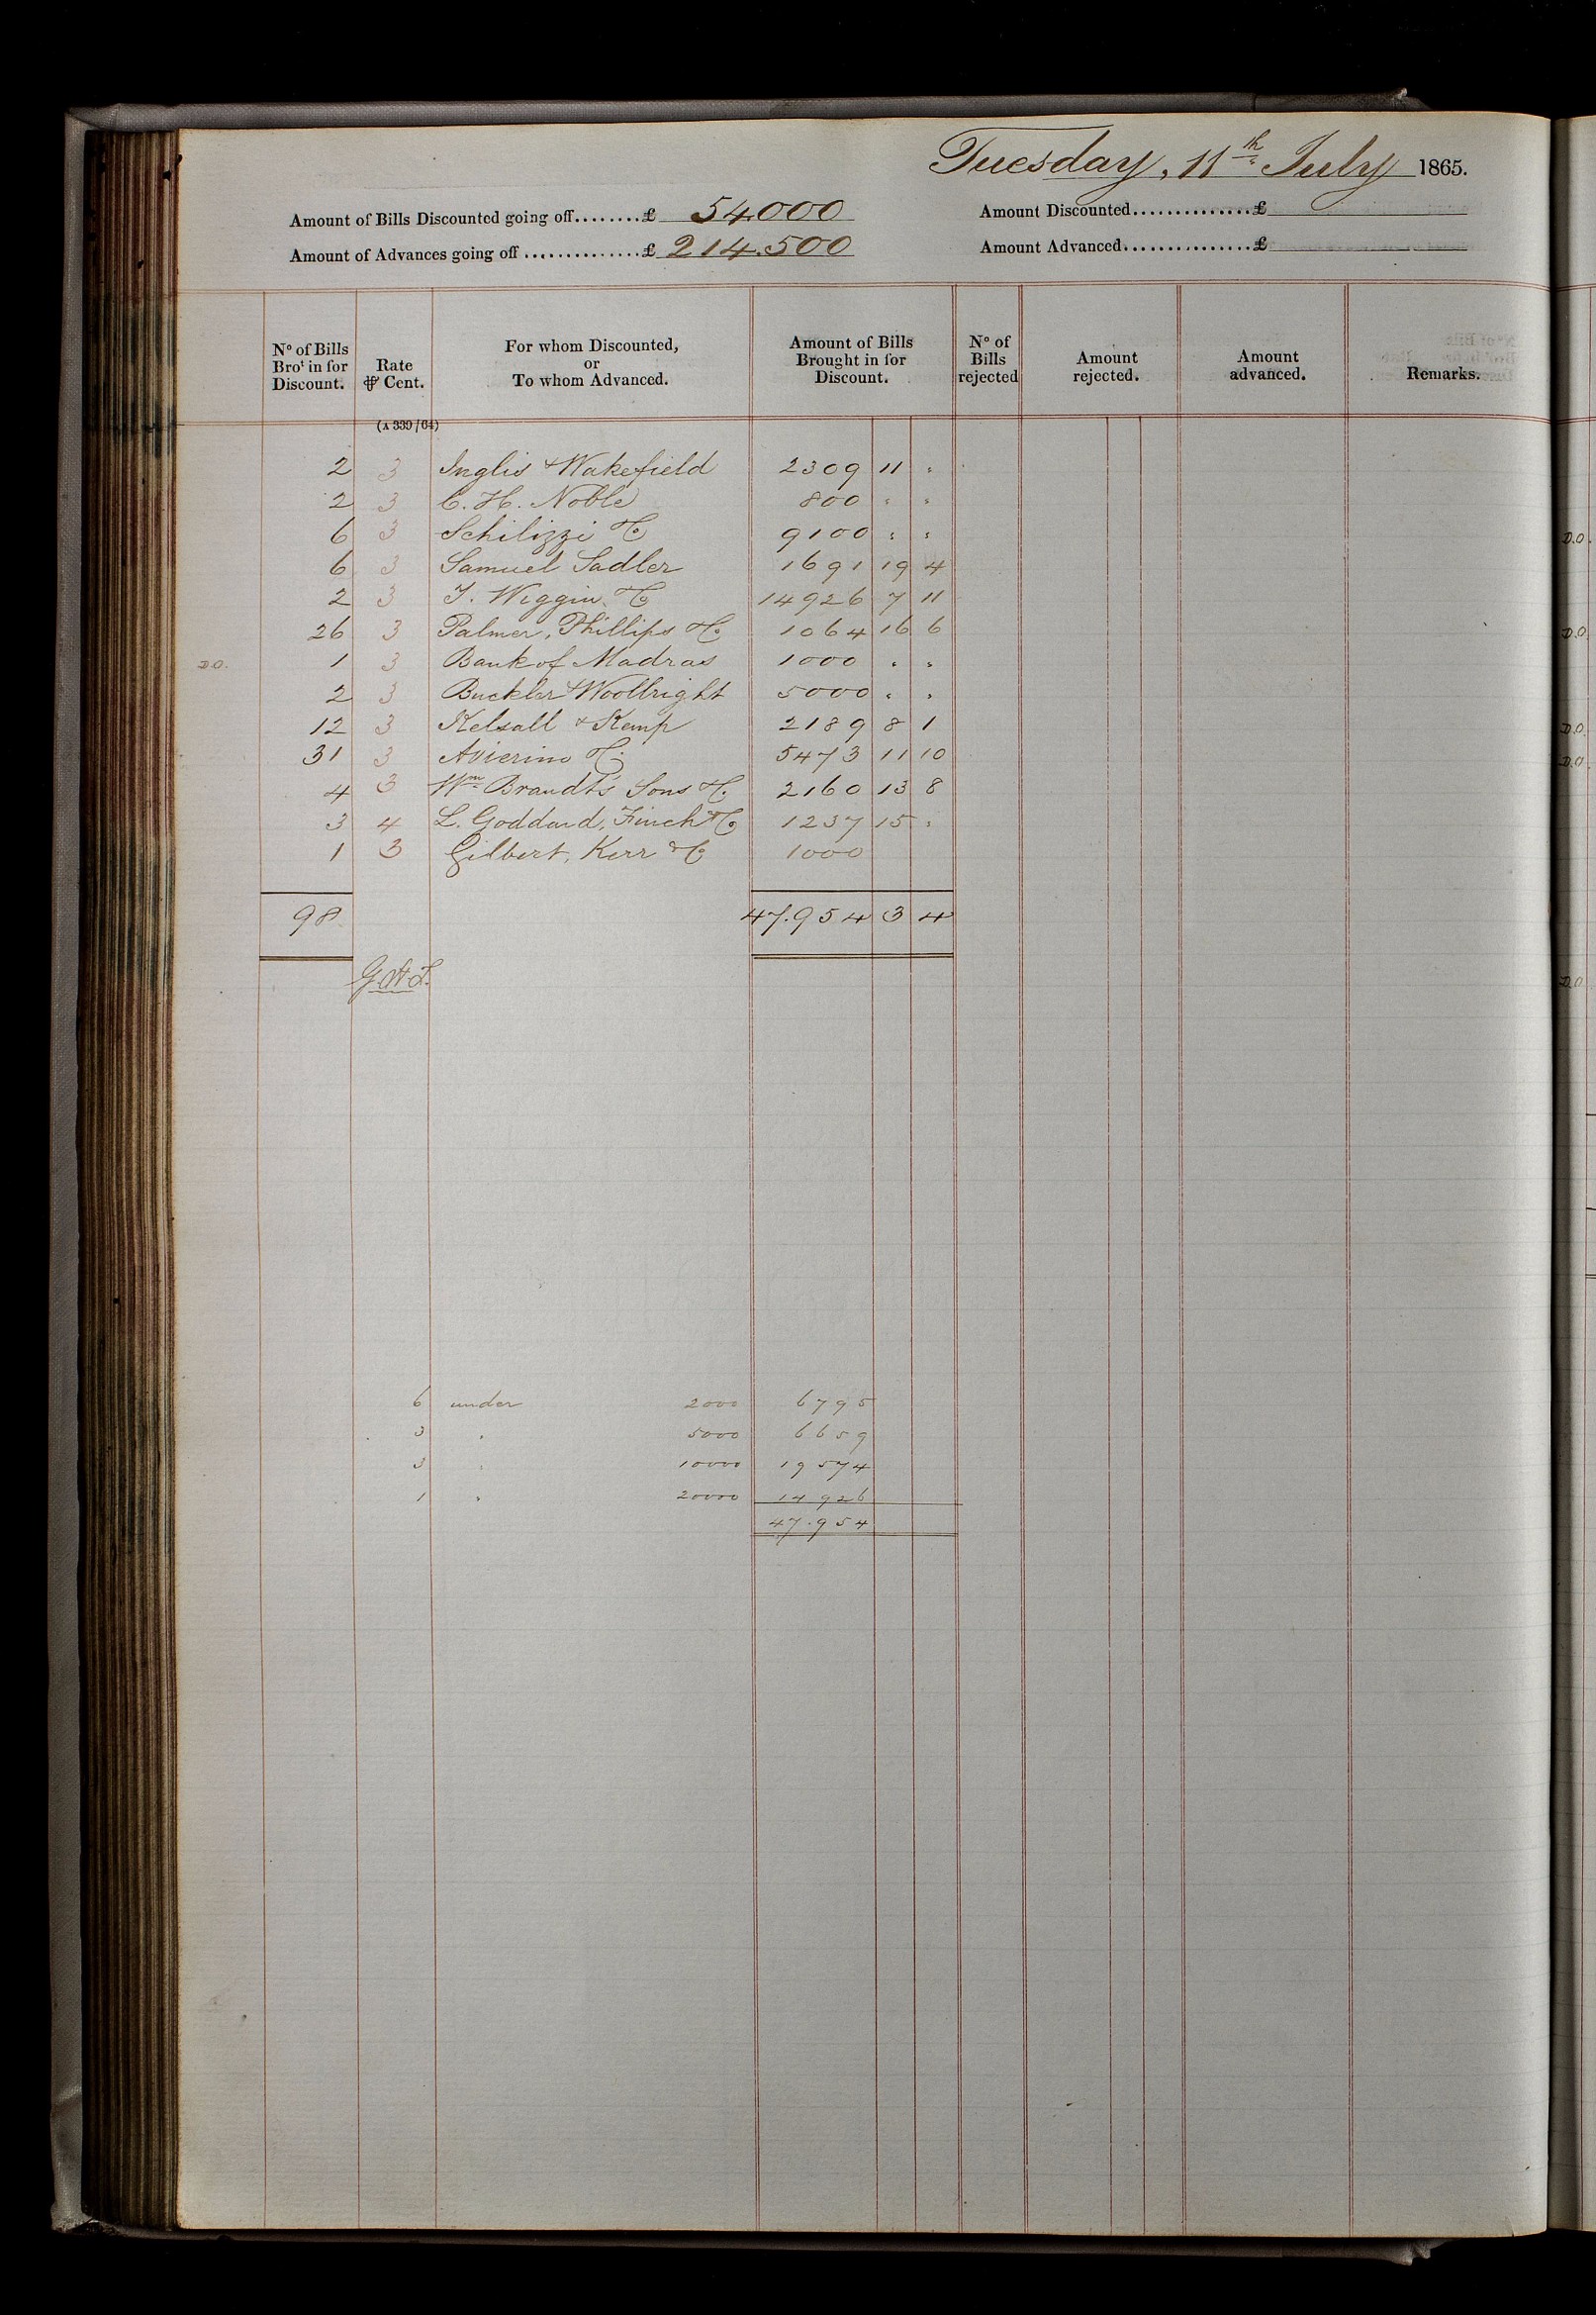 Tuesday, 11th July 1865.
Amount of Bills Discounted going off........£ 54000
Amount Discounted..............£
Amount of Advances going off ..............£ 214.500
Amount Advanced...............£
No of Bills Brot in for Discount. Rate ⅌ Cent. For whom Discounted, or To whom Advanced. Amount of Bills Brought in for Discount. No of Bills rejected Amount rejected. Amount advanced. Remarks.
(A 339/64)
2 3 Inglis & Wakefield 2309 11 "
2 3 C. H. Noble 800 " "
6 3 Schilizzi & Co 9100 " "
6 3 Samuel Sadler 1691 19 4
2 3 T. Wiggin & Co 14926 7 11
26 3 Palmer, Phillips & Co 1064 16 6
D.O. 1 3 Bank of Madras 1000 " "
2 3 Buckler & Woolbright 5000 " "
12 3 Kelsall & Kemp 2189 8 1
31 3 Avierino & Co 5473 11 10
4 3 Wm Brandt's Sons & Co 2160 13 8
3 4 L. Goddard, Finch & Co 1237 15 "
1 3 Gilbert, Kerr & Co 1000
98 47.954 3 4
6 under 2000 6795
3 " 5000 6659
3 " 10000 19574
1 " 20000 14926
47.954
D.O.
D.O.
D.O.
D.O.
D.O.